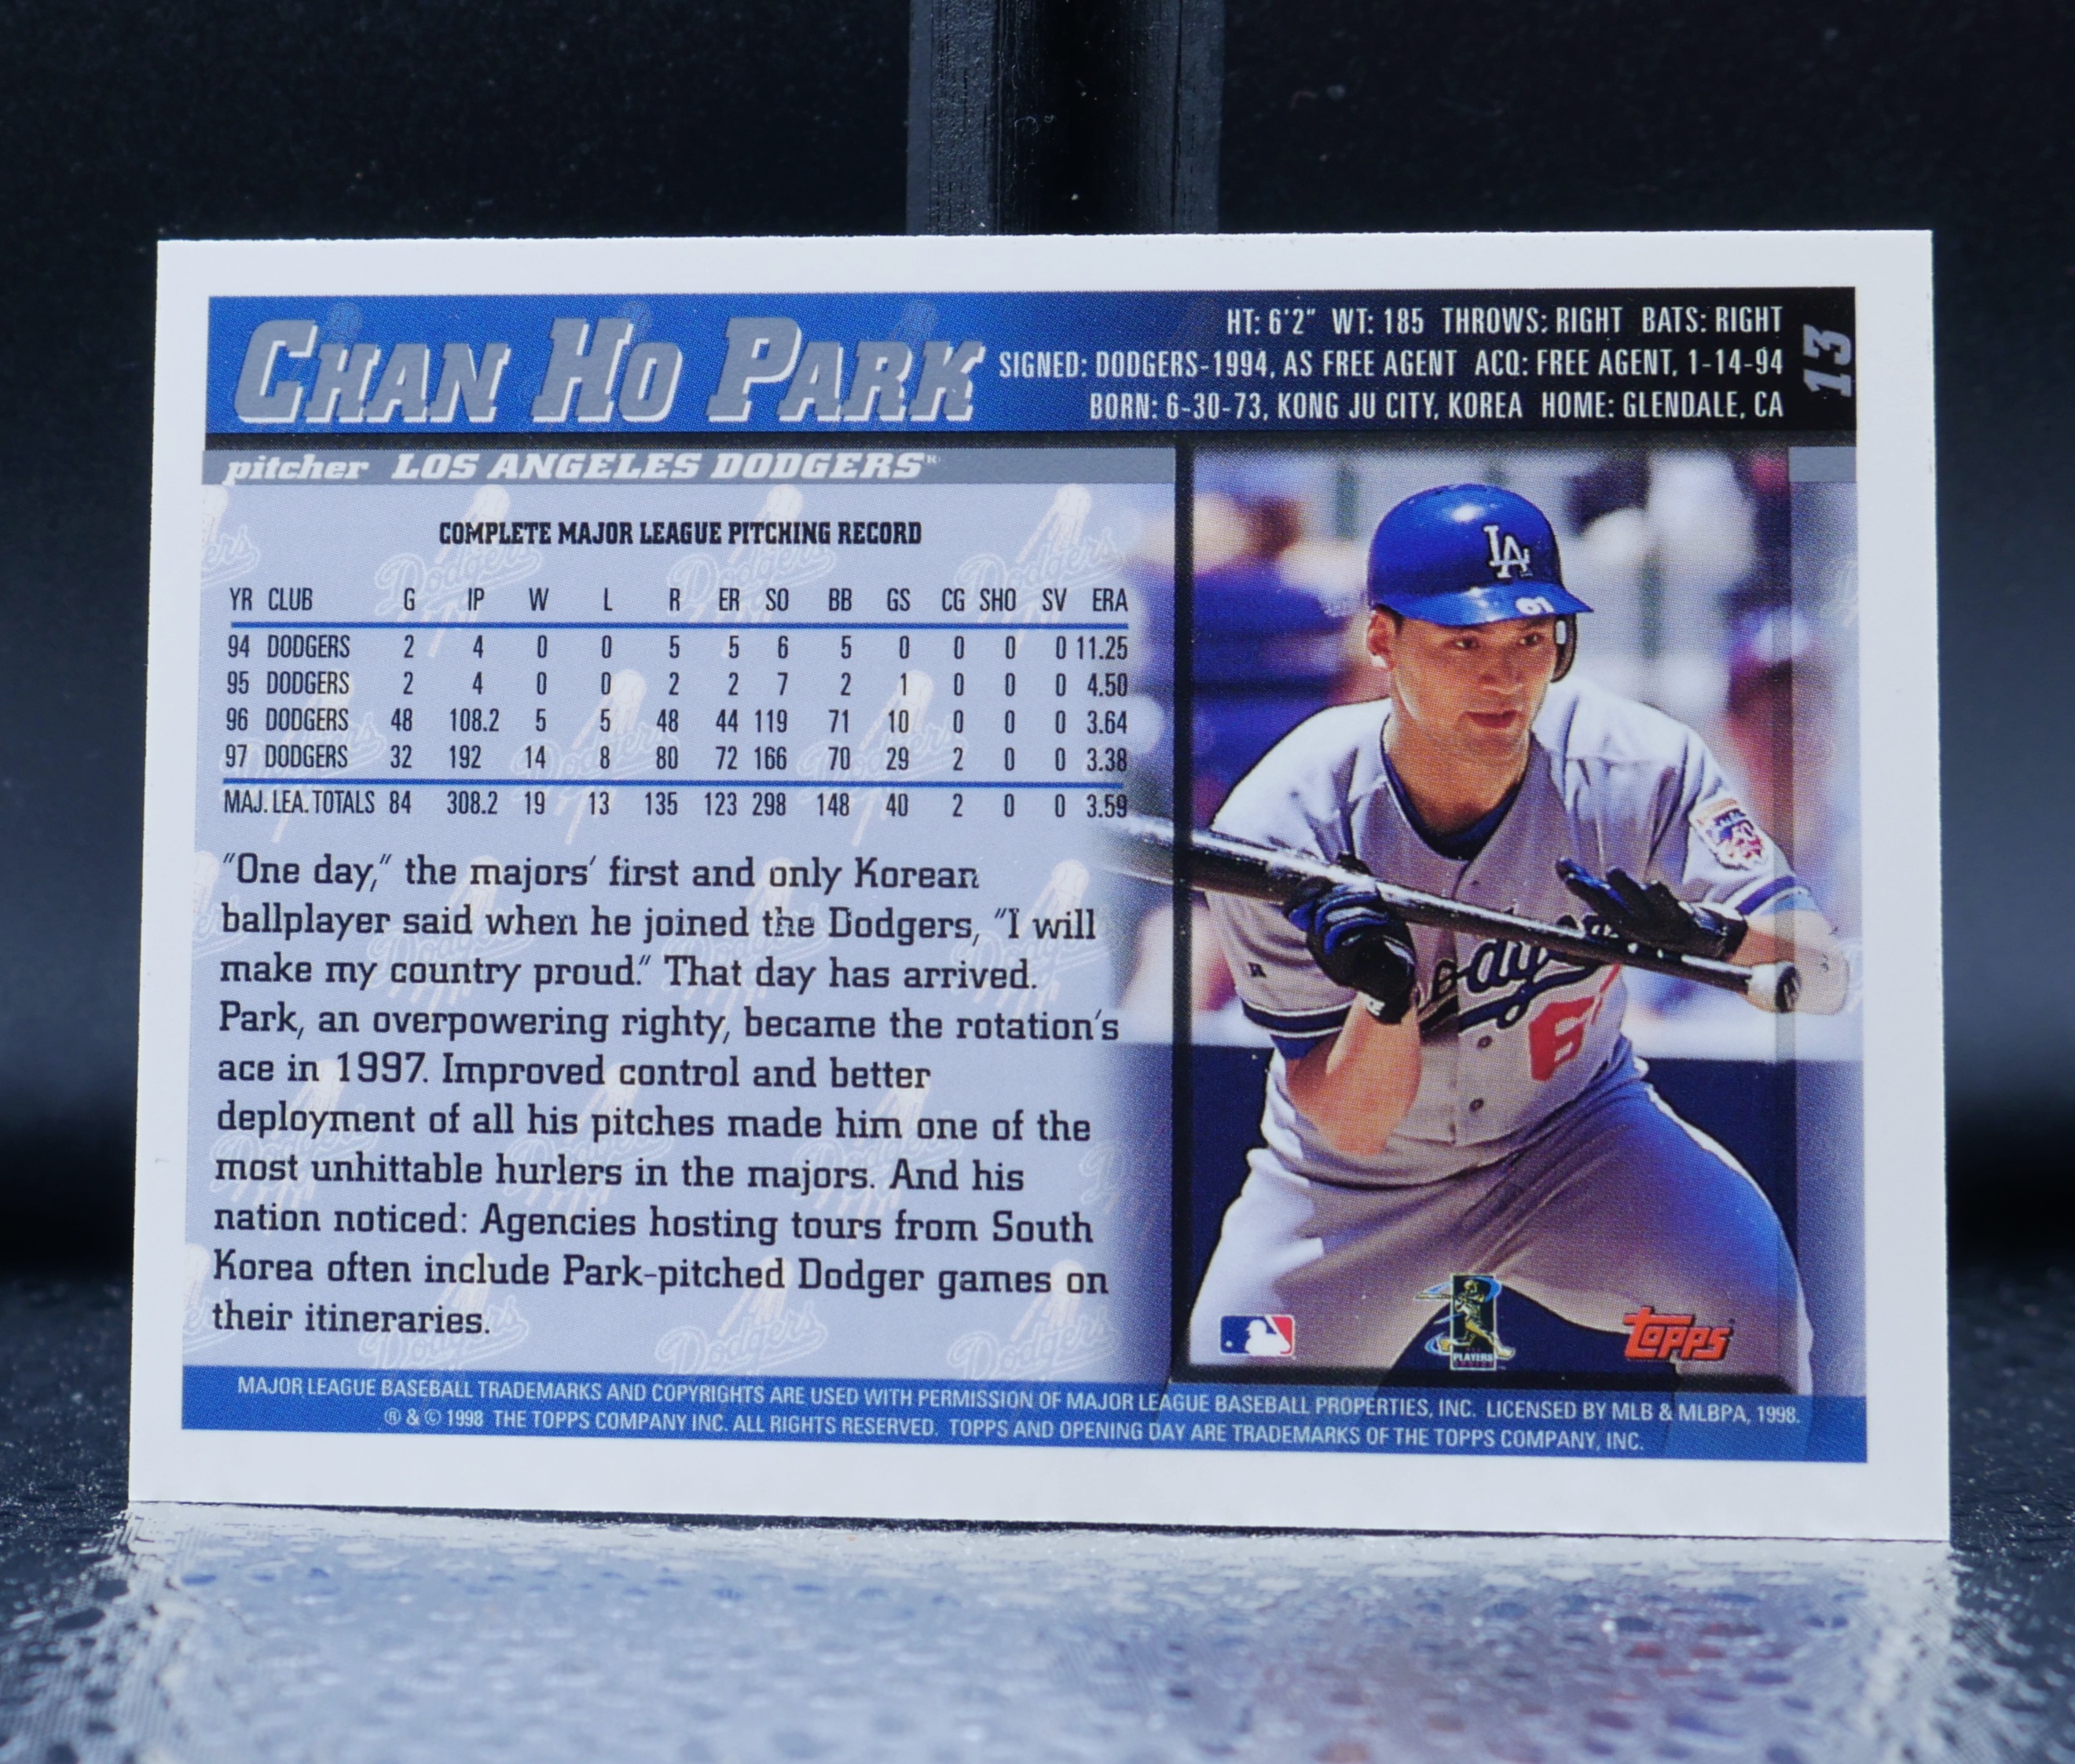 CHAN HO PARK
HT: 6'2" WT: 185 THROWS: RIGHT BATS: RIGHT
SIGNED: DODGERS-1994, AS FREE AGENT ACQ: FREE AGENT, 1-14-94
BORN: 6-30-73, KONG JU CITY, KOREA HOME: GLENDALE, CA
13
pitcher LOS ANGELES DODGERS
COMPLETE MAJOR LEAGUE PITCHING RECORD
YR CLUB G IP W L R ER SO BB GS CG SHO SV ERA
94 DODGERS 2 4 0 0 5 5 6 5 0 0 0 0 11.25
95 DODGERS 2 4 0 0 2 2 7 2 1 0 0 0 4.50
96 DODGERS 48 108.2 5 5 48 44 119 71 10 0 0 0 3.64
97 DODGERS 32 192 14 8 80 72 166 70 29 2 0 0 3.38
MAJ. LEA. TOTALS 84 308.2 19 13 135 123 298 148 40 2 0 0 3.59
"One day," the majors' first and only Korean
ballplayer said when he joined the Dodgers, "I will
make my country proud." That day has arrived.
Park, an overpowering righty, became the rotation's
ace in 1997. Improved control and better
deployment of all his pitches made him one of the
most unhittable hurlers in the majors. And his
nation noticed: Agencies hosting tours from South
Korea often include Park-pitched Dodger games on
their itineraries.
LA
61
Dodgers
6
50
PLAYERS
TOPPS
MAJOR LEAGUE BASEBALL TRADEMARKS AND COPYRIGHTS ARE USED WITH PERMISSION OF MAJOR LEAGUE BASEBALL PROPERTIES, INC. LICENSED BY MLB & MLBPA, 1998.
® & © 1998 THE TOPPS COMPANY INC. ALL RIGHTS RESERVED. TOPPS AND OPENING DAY ARE TRADEMARKS OF THE TOPPS COMPANY, INC.